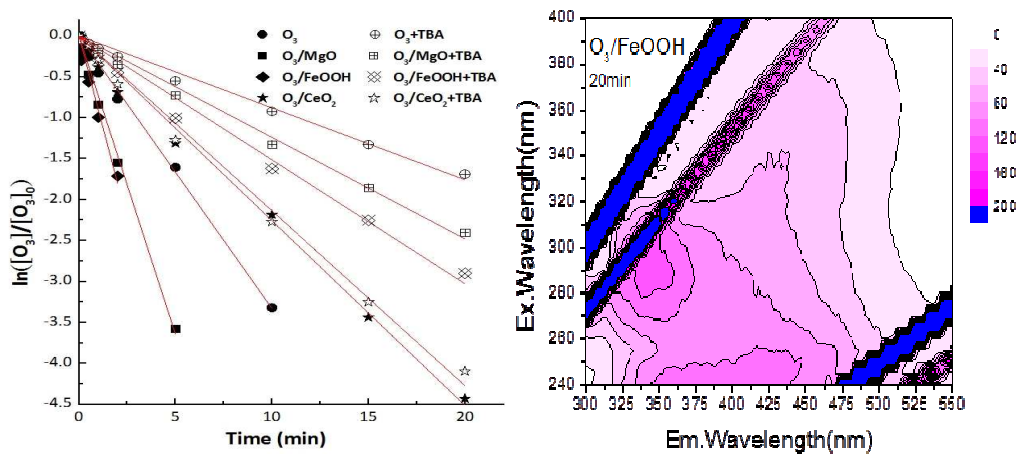 0.0
-0.5
-1.0
-1.5
-2.0
-2.5
-3.0
-3.5
-4.0
-4.5
ln([O₃]/[O₃]₀)
O₃ O₃+TBA
O₃/MgO O₃/MgO+TBA
O₃/FeOOH O₃/FeOOH+TBA
O₃/CeO₂ O₃/CeO₂+TBA
0 5 10 15 20
Time (min)
O₃/FeOOH
20min
400
380
360
340
320
300
280
260
240
Ex.Wavelength(nm)
300 350 375 400 425 475 510 525 550
Em.Wavelength(nm)
0
40
60
80
120
160
180
200